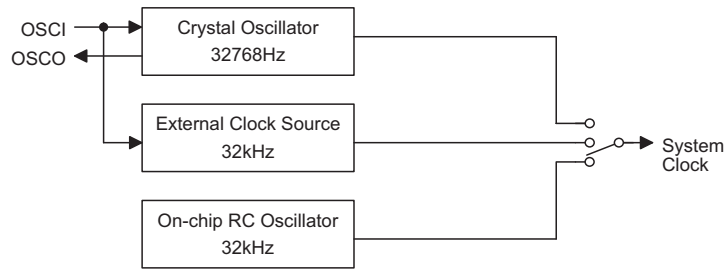 OSCI
OSCO
Crystal Oscillator
32768Hz
External Clock Source
32kHz
On-chip RC Oscillator
32kHz
System
Clock